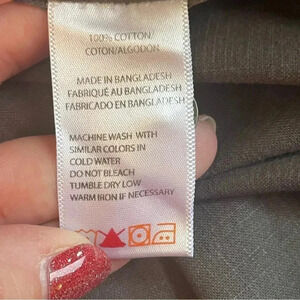 100% COTTON/
COTON/ALGODÓN
MADE IN BANGLADESH
FABRIQUÉ AU BANGLADESH
FABRICADO EN BANGLADESH
MACHINE WASH WITH
SIMILAR COLORS IN
COLD WATER
DO NOT BLEACH
TUMBLE DRY LOW
WARM IRON IF NECESSARY